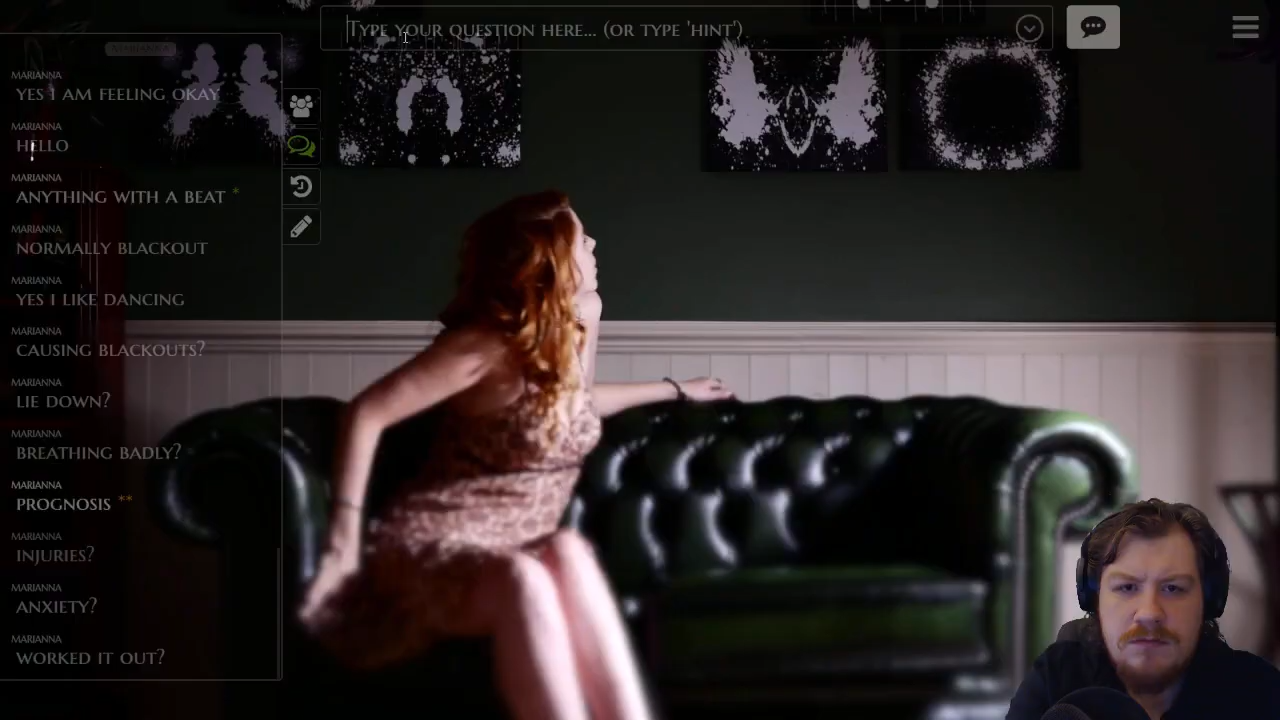 Type your question here... (or type 'hint')
MARIANNA
MARIANNA
YES I AM FEELING OKAY
MARIANNA
HELLO
MARIANNA
ANYTHING WITH A BEAT *
MARIANNA
NORMALLY BLACKOUT
MARIANNA
YES I LIKE DANCING
MARIANNA
CAUSING BLACKOUTS?
MARIANNA
LIE DOWN?
MARIANNA
BREATHING BADLY?
MARIANNA
PROGNOSIS **
MARIANNA
INJURIES?
MARIANNA
ANXIETY?
MARIANNA
WORKED IT OUT?